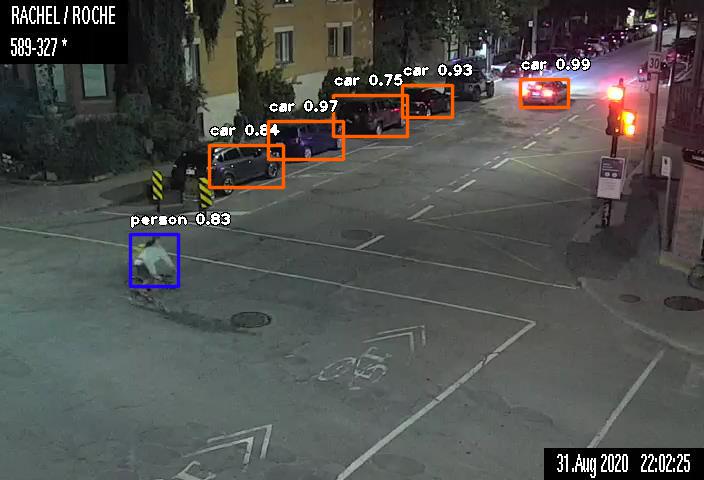 RACHEL / ROCHE
589-327 *
car 0.99
car 0.93
car 0.75
car 0.97
car 0.84
30
person 0.83
31.Aug 2020 22:02:25